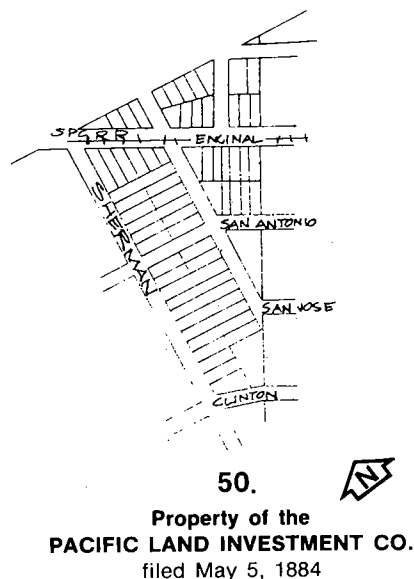 SPCRR
ENCINAL
SHERMAN
SAN ANTONIO
SAN JOSE
CLINTON
50.
N
Property of the
PACIFIC LAND INVESTMENT CO.
filed May 5, 1884